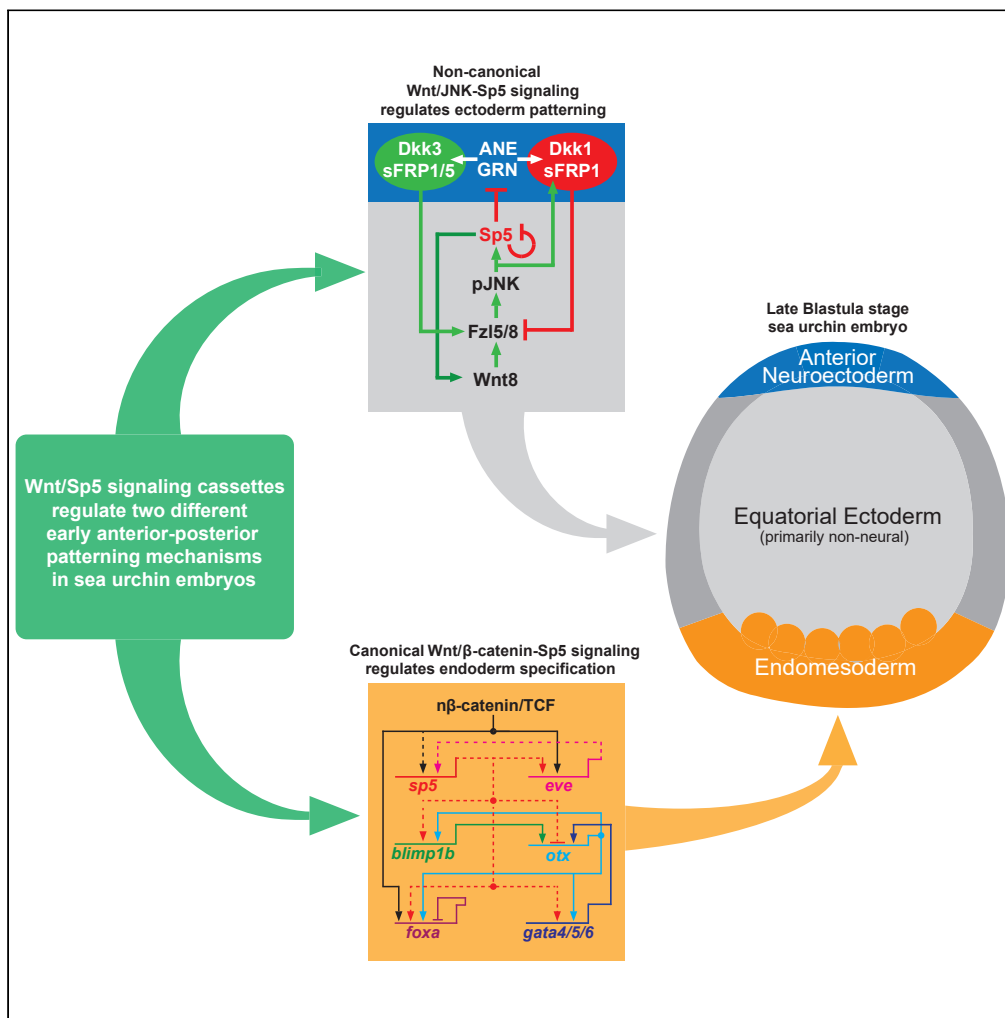 Non-canonical
Wnt/JNK-Sp5 signaling
regulates ectoderm patterning
Dkk3
sFRP1/5
ANE
GRN
Dkk1
sFRP1
Sp5
pJNK
Fzl5/8
Wnt8
Wnt/Sp5 signaling cassettes
regulate two different
early anterior-posterior
patterning mechanisms
in sea urchin embryos
Late Blastula stage
sea urchin embryo
Anterior
Neuroectoderm
Equatorial Ectoderm
(primarily non-neural)
Endomesoderm
Canonical Wnt/β-catenin-Sp5 signaling
regulates endoderm specification
nβ-catenin/TCF
sp5 eve
blimp1b otx
foxa gata4/5/6